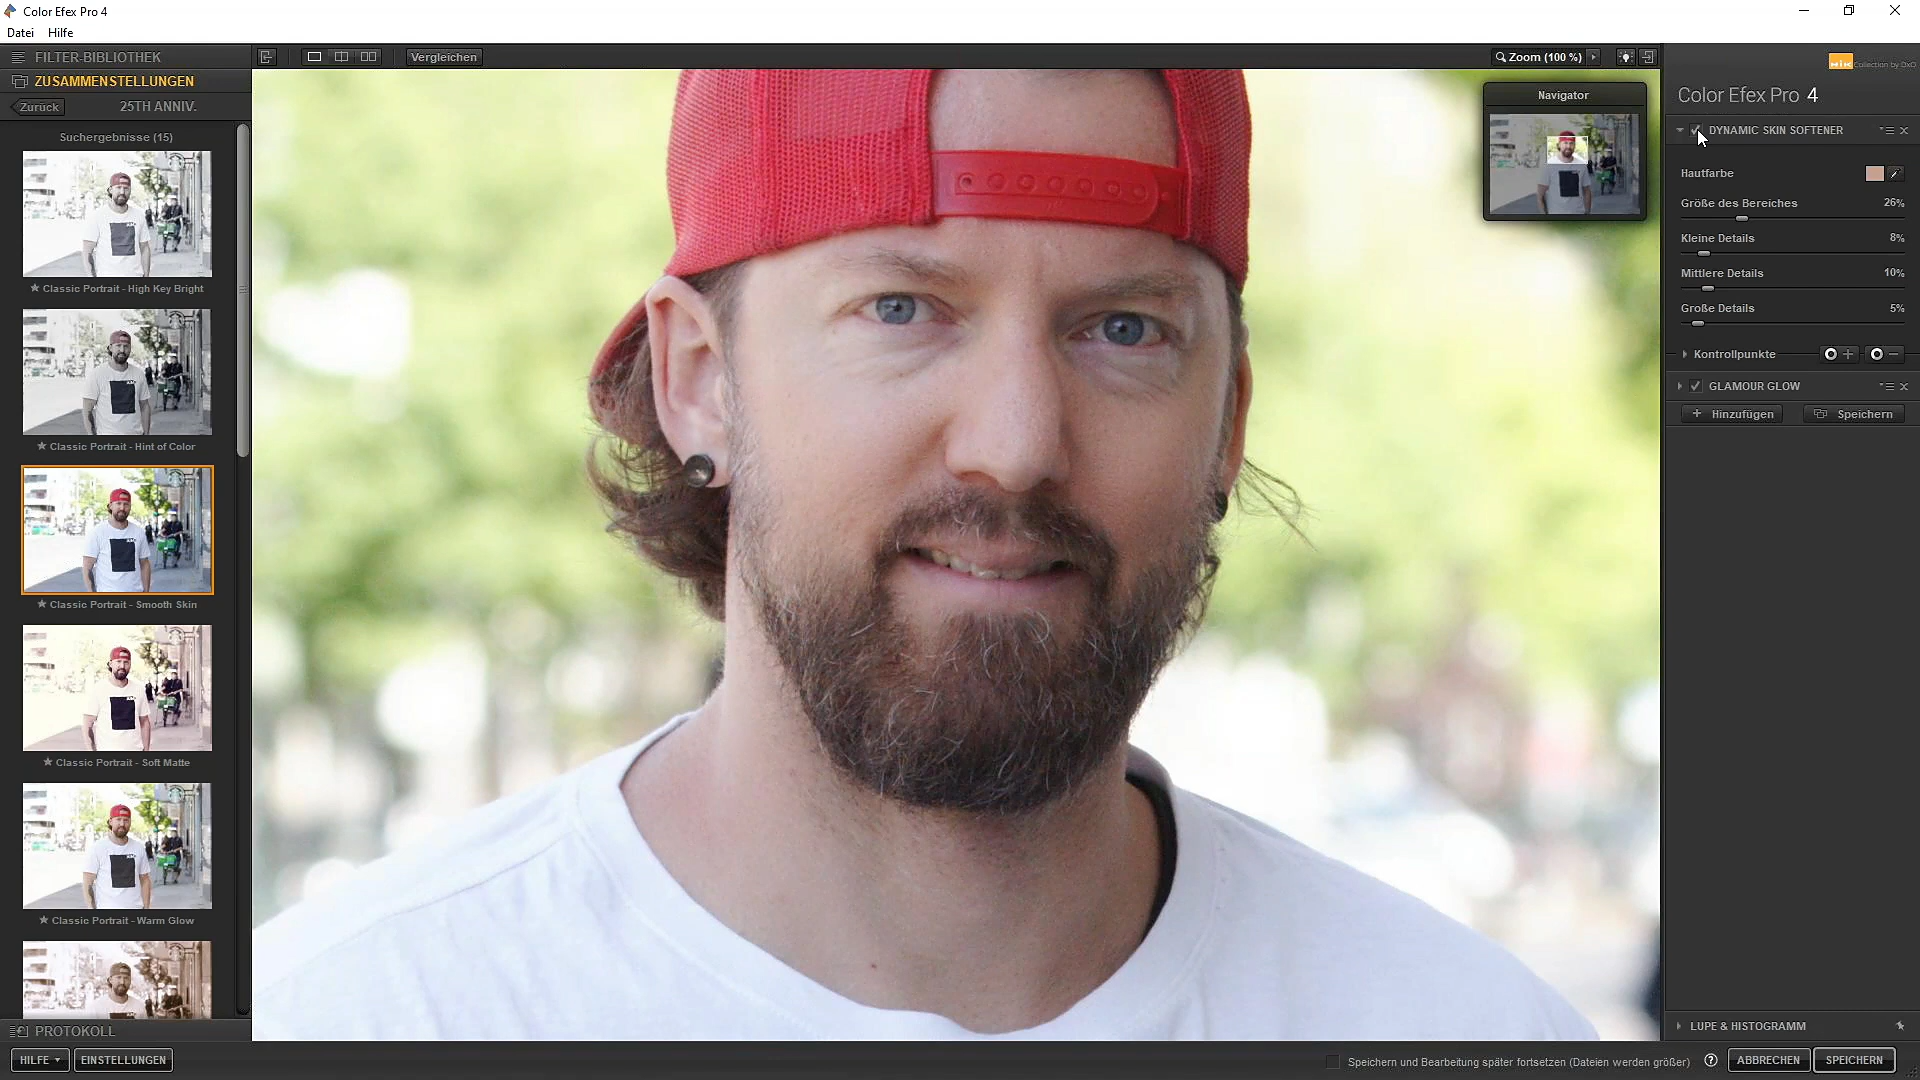 Color Efex Pro 4
Datei Hilfe
FILTER-BIBLIOTHEK
ZUSAMMENSTELLUNGEN
Zurück 25TH ANNIV.
Suchergebnisse (15)
★ Classic Portrait - High Key Bright
★ Classic Portrait - Hint of Color
★ Classic Portrait - Smooth Skin
★ Classic Portrait - Soft Matte
★ Classic Portrait - Warm Glow
PROTOKOLL
HILFE EINSTELLUNGEN
Vergleichen
Zoom (100 %)
Navigator
Nik Collection by DxO
Color Efex Pro 4
DYNAMIC SKIN SOFTENER
Hautfarbe
Größe des Bereiches 26%
Kleine Details 8%
Mittlere Details 10%
Große Details 5%
Kontrollpunkte
GLAMOUR GLOW
Hinzufügen Speichern
LUPE & HISTOGRAMM
Speichern und Bearbeitung später fortsetzen (Dateien werden größer) ? ABBRECHEN SPEICHERN